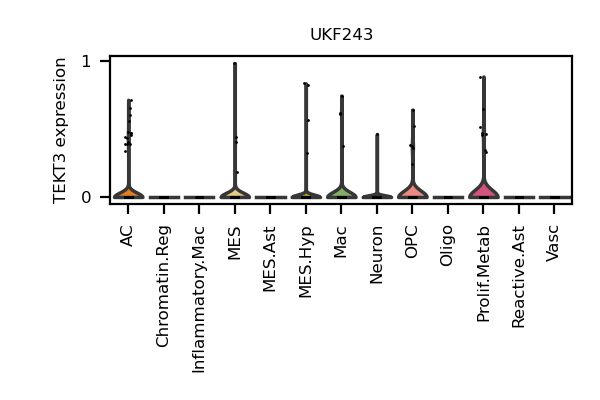 UKF243
TEKT3 expression
1
0
AC
Chromatin.Reg
Inflammatory.Mac
MES
MES.Ast
MES.Hyp
Mac
Neuron
OPC
Oligo
Prolif.Metab
Reactive.Ast
Vasc